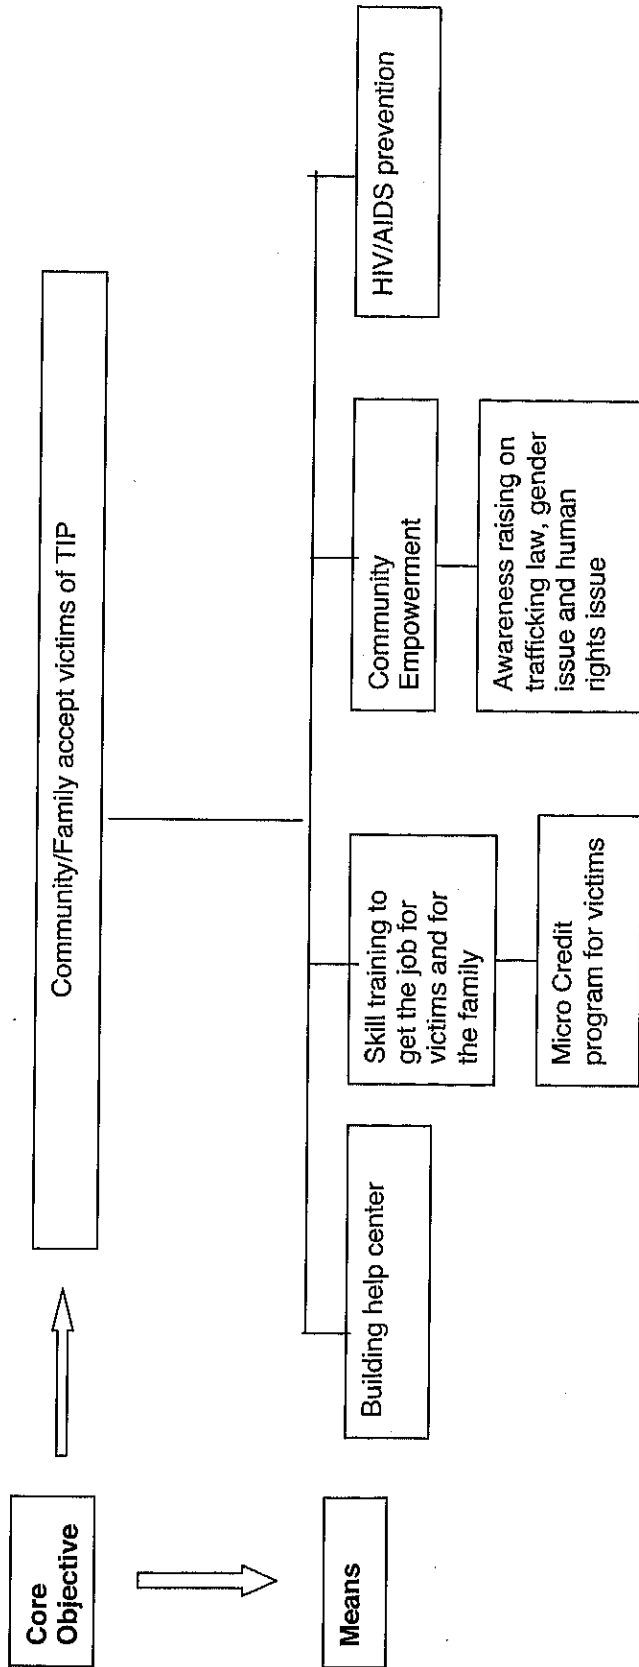 Core
Objective
Community/Family accept victims of TIP
Means
Building help center
Skill training to
get the job for
victims and for
the family
Community
Empowerment
HIV/AIDS prevention
Micro Credit
program for victims
Awareness raising on
trafficking law, gender
issue and human
rights issue